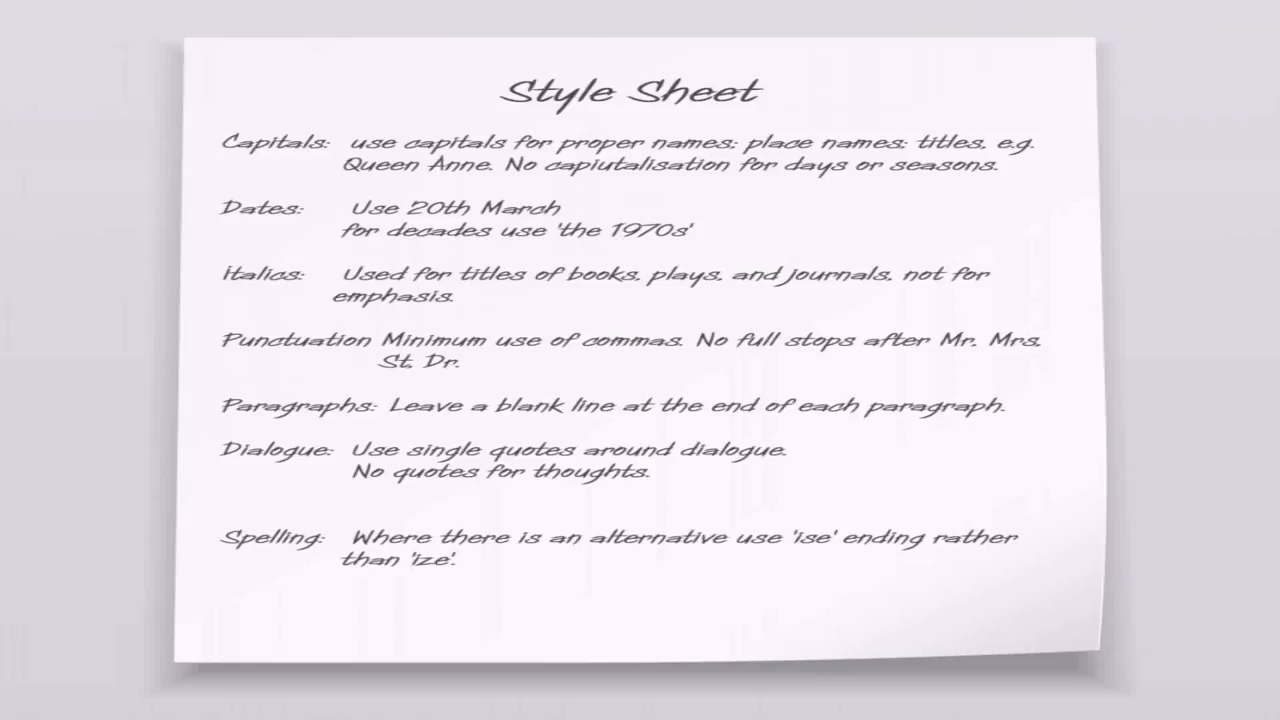 Style Sheet
Capitals: use capitals for proper names; place names; titles, e.g.
Queen Anne. No capiutalisation for days or seasons.
Dates: Use 20th March
for decades use 'the 1970s'
Italics: Used for titles of books, plays, and journals, not for
emphasis.
Punctuation Minimum use of commas. No full stops after Mr, Mrs,
St, Dr.
Paragraphs: Leave a blank line at the end of each paragraph.
Dialogue: Use single quotes around dialogue.
No quotes for thoughts.
Spelling: Where there is an alternative use 'ise' ending rather
than 'ize'.